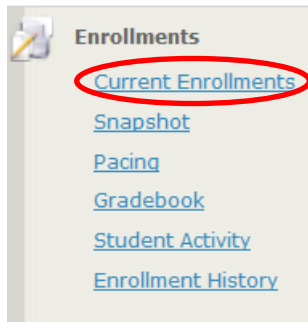 Enrollments
Current Enrollments
Snapshot
Pacing
Gradebook
Student Activity
Enrollment History